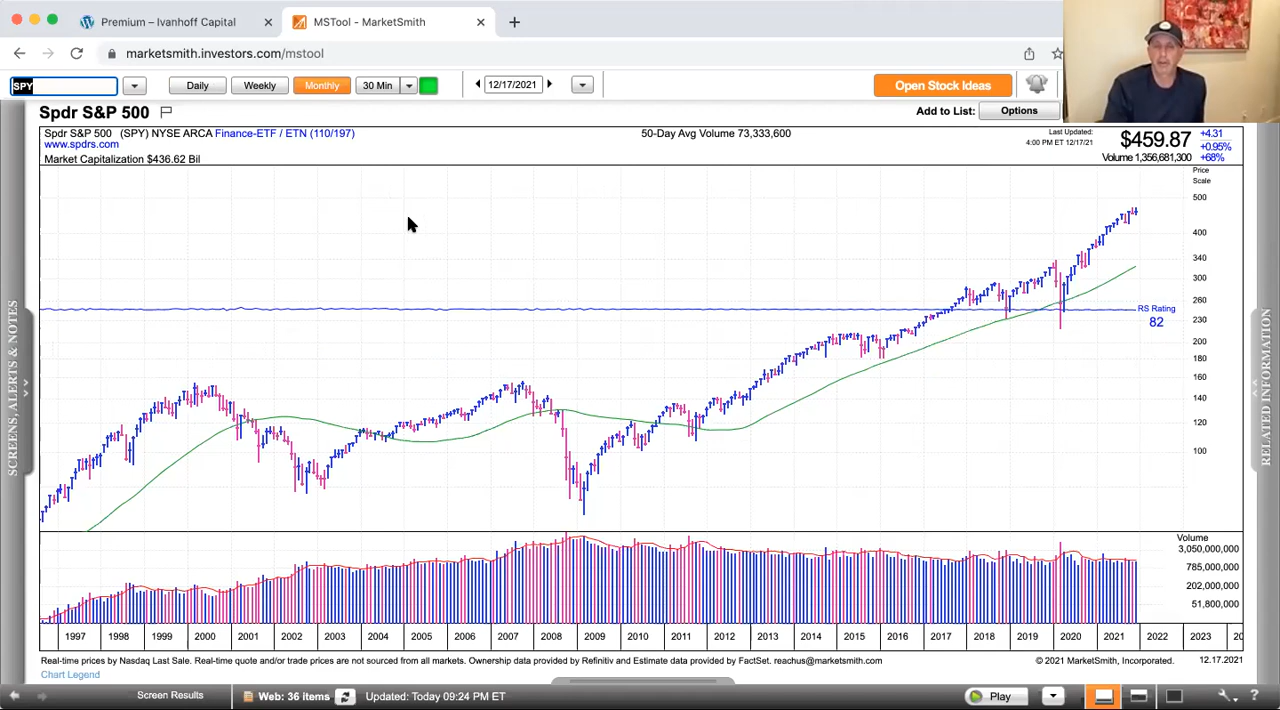 Premium – Ivanhoff Capital
MSTool - MarketSmith
marketsmith.investors.com/mstool
SPY
Daily
Weekly
Monthly
30 Min
12/17/2021
Open Stock Ideas
Spdr S&P 500
Add to List:
Options
Spdr S&P 500 (SPY) NYSE ARCA Finance-ETF / ETN (110/197)
50-Day Avg Volume 73,333,600
Last Updated:
4:00 PM ET 12/17/21
$459.87
+4.31
+0.95%
www.spdrs.com
Market Capitalization $436.62 Bil
Volume 1,356,681,300
+68%
Price
Scale
500
400
340
300
260
RS Rating
82
230
200
180
160
140
120
100
Volume
3,050,000,000
785,000,000
202,000,000
51,800,000
1997 1998 1999 2000 2001 2002 2003 2004 2005 2006 2007 2008 2009 2010 2011 2012 2013 2014 2015 2016 2017 2018 2019 2020 2021 2022 2023 20
Real-time prices by Nasdaq Last Sale. Real-time quote and/or trade prices are not sourced from all markets. Ownership data provided by Refinitiv and Estimate data provided by FactSet. reachus@marketsmith.com
© 2021 MarketSmith, Incorporated.
12.17.2021
Chart Legend
SCREENS, ALERTS & NOTES
RELATED INFORMATION
Screen Results
Web: 36 items
Updated: Today 09:24 PM ET
Play
?